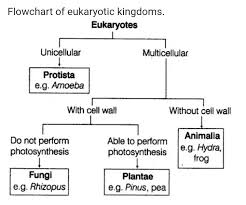 Flowchart of eukaryotic kingdoms.
Eukaryotes
Unicellular
Multicellular
Protista
e.g. Amoeba
With cell wall
Without cell wall
Do not perform
photosynthesis
Able to perform
photosynthesis
Animalia
e.g. Hydra,
frog
Fungi
e.g. Rhizopus
Plantae
e.g. Pinus, pea